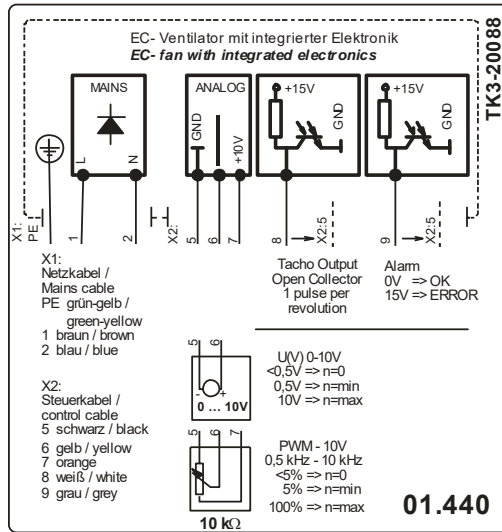 EC- Ventilator mit integrierter Elektronik
EC- fan with integrated electronics
TK3-20088
MAINS
L
N
ANALOG
GND
+10V
+15V
GND
+15V
GND
X1:
PE
1
2
X2:
5
6
7
8
X2:5
9
X2:5
X1:
Netzkabel /
Mains cable
PE grün-gelb /
green-yellow
1 braun / brown
2 blau / blue
X2:
Steuerkabel /
control cable
5 schwarz / black
6 gelb / yellow
7 orange
8 weiß / white
9 grau / grey
Tacho Output
Open Collector
1 pulse per
revolution
Alarm
0V => OK
15V => ERROR
5
6
- +
0 ... 10V
U(V) 0-10V
<0,5V => n=0
0,5V => n=min
10V => n=max
5
6
7
10 kΩ
PWM - 10V
0,5 kHz - 10 kHz
<5% => n=0
5% => n=min
100% => n=max
01.440